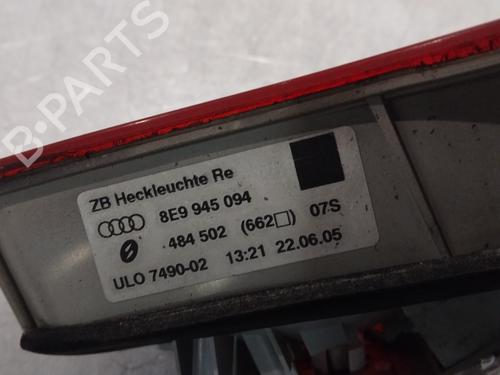 B-PARTS
ZB Heckleuchte Re
8E9 945 094
484 502 (662□) 07S
ULO 7490-02 13:21 22.06.05